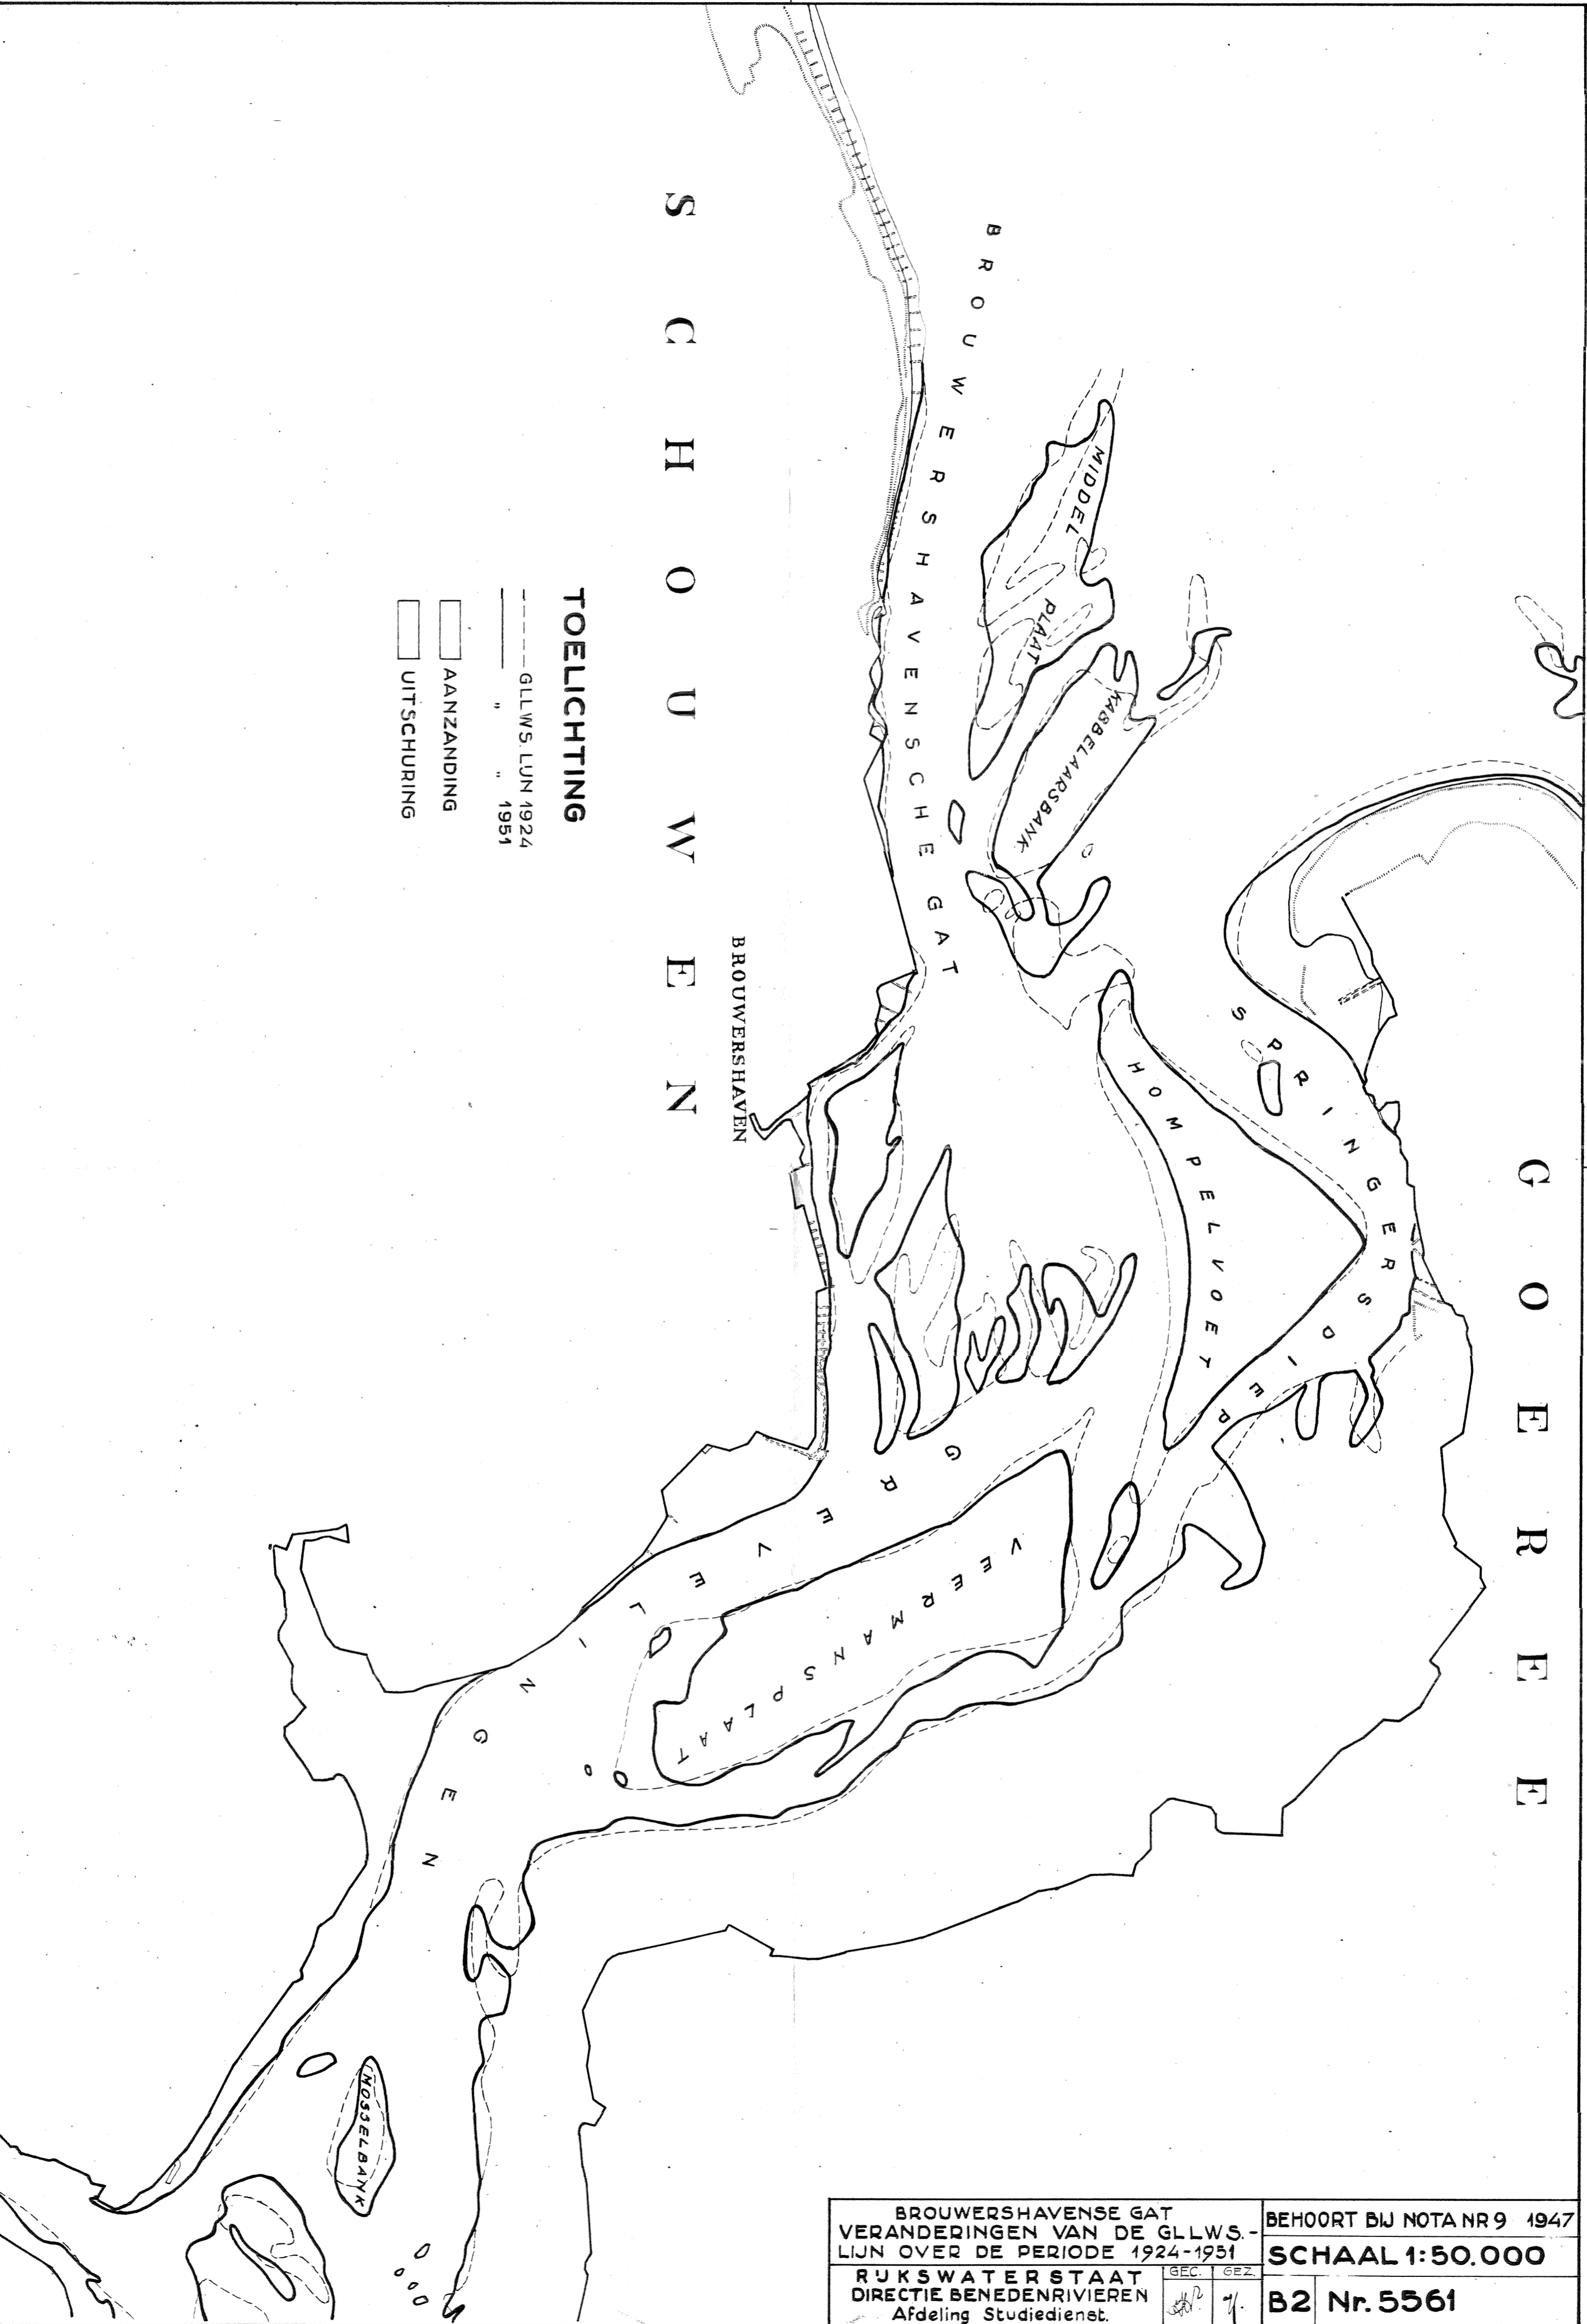 SCHOUWEN
GOEREE
BROUWERSHAVENSCHE GAT
MIDDEL
PLAAT
KABBELAARSBANK
SPRINGERSDIEP
HOMPELVOET
BROUWERSHAVEN
GREVELINGEN
VEERMANSPLAAT
MOSSELBANK
TOELICHTING
GLLWS. LIJN 1924
" " 1951
AANZANDING
UITSCHURING
BROUWERSHAVENSE GAT
VERANDERINGEN VAN DE GLLWS.-
LIJN OVER DE PERIODE 1924-1951
RIJKSWATERSTAAT
DIRECTIE BENEDENRIVIEREN
Afdeling Studiedienst.
GEC. GEZ.
BEHOORT BIJ NOTA NR 9 1947
SCHAAL 1:50.000
B2 Nr. 5561